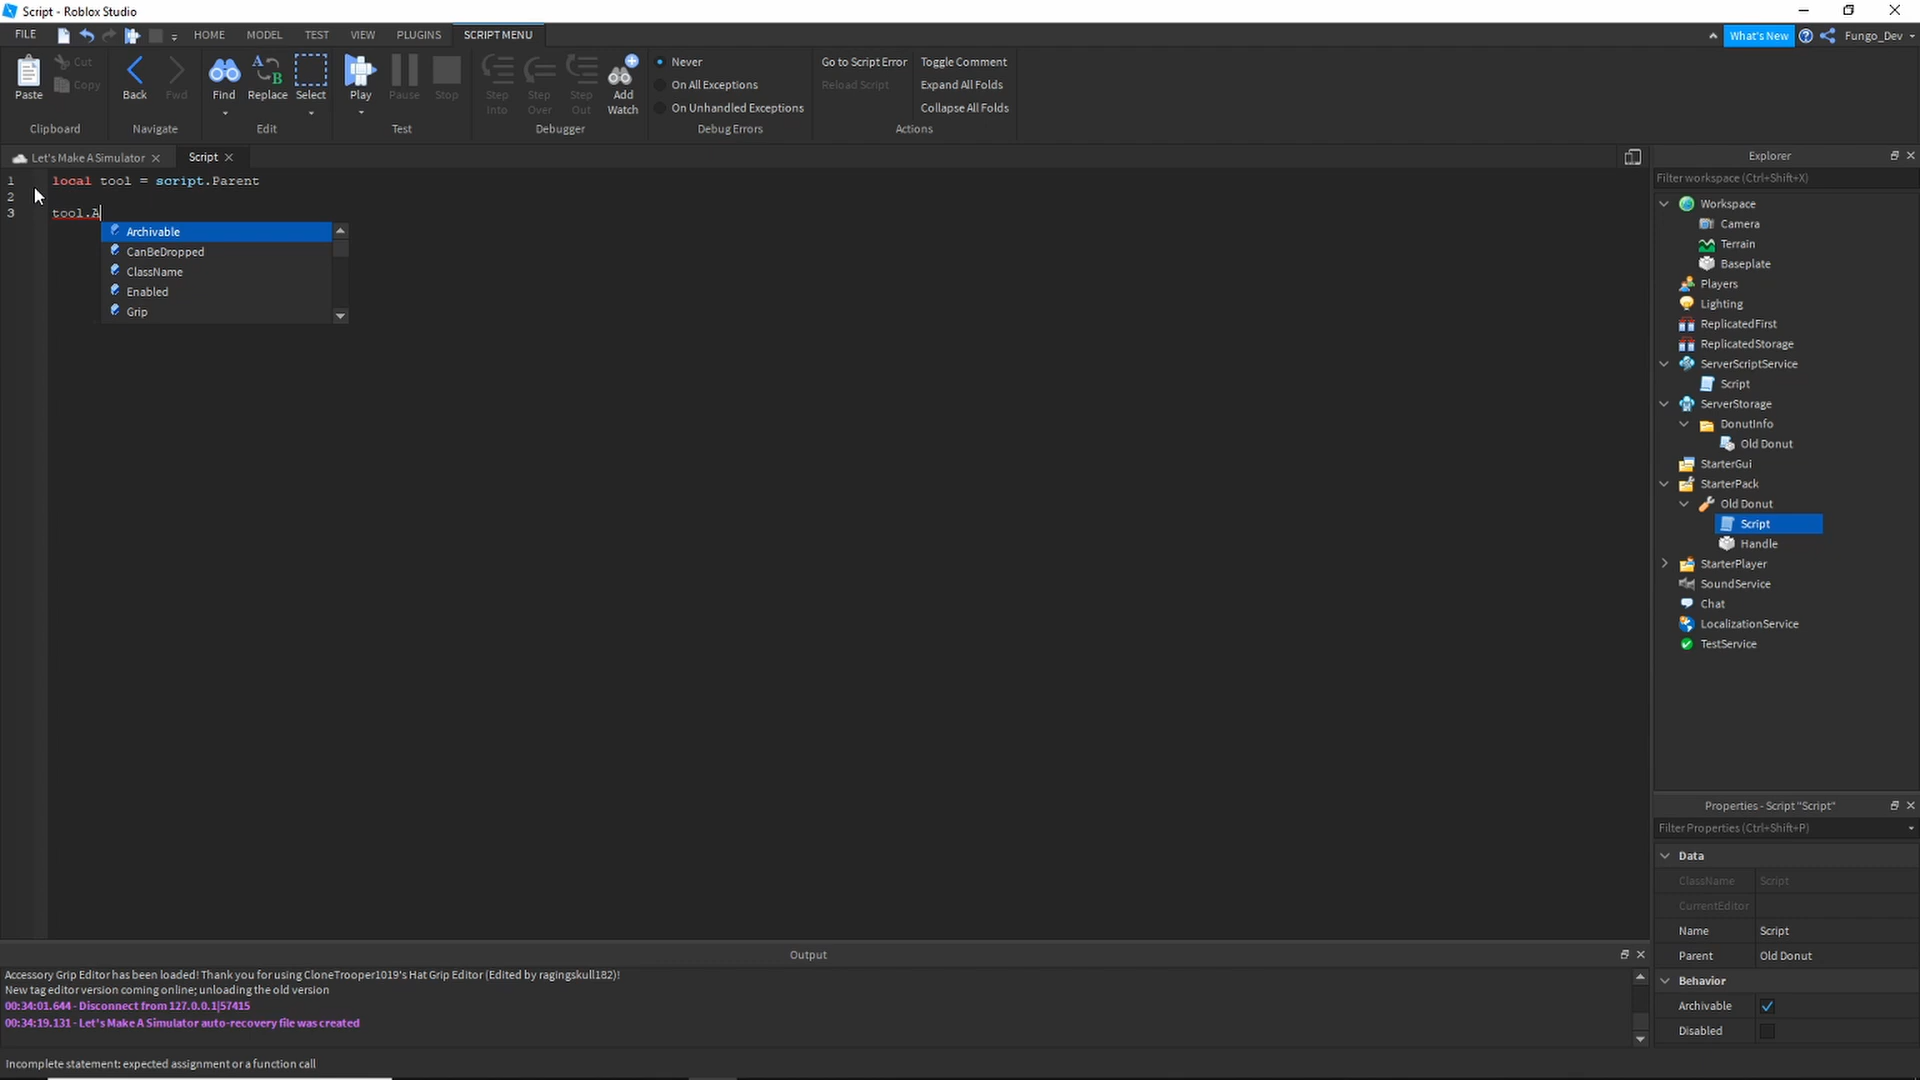 Script - Roblox Studio
FILE HOME MODEL TEST VIEW PLUGINS SCRIPT MENU What's New Fungo_Dev
Paste Cut Copy Back Fwd Find Replace Select Play Pause Stop Step Into Step Over Step Out Add Watch Never On All Exceptions On Unhandled Exceptions Go to Script Error Reload Script Toggle Comment Expand All Folds Collapse All Folds
Clipboard Navigate Edit Test Debugger Debug Errors Actions
Let's Make A Simulator Script
1 local tool = script.Parent
2
3 tool.A
Archivable
CanBeDropped
ClassName
Enabled
Grip
Explorer
Filter workspace (Ctrl+Shift+X)
Workspace
Camera
Terrain
Baseplate
Players
Lighting
ReplicatedFirst
ReplicatedStorage
ServerScriptService
Script
ServerStorage
DonutInfo
Old Donut
StarterGui
StarterPack
Old Donut
Script
Handle
StarterPlayer
SoundService
Chat
LocalizationService
TestService
Properties - Script "Script"
Filter Properties (Ctrl+Shift+P)
Data
ClassName Script
CurrentEditor
Name Script
Parent Old Donut
Behavior
Archivable
Disabled
Output
Accessory Grip Editor has been loaded! Thank you for using CloneTrooper1019's Hat Grip Editor (Edited by ragingskull182)!
New tag editor version coming online; unloading the old version
00:34:01.644 - Disconnect from 127.0.0.1|57415
00:34:19.131 - Let's Make A Simulator auto-recovery file was created
Incomplete statement: expected assignment or a function call